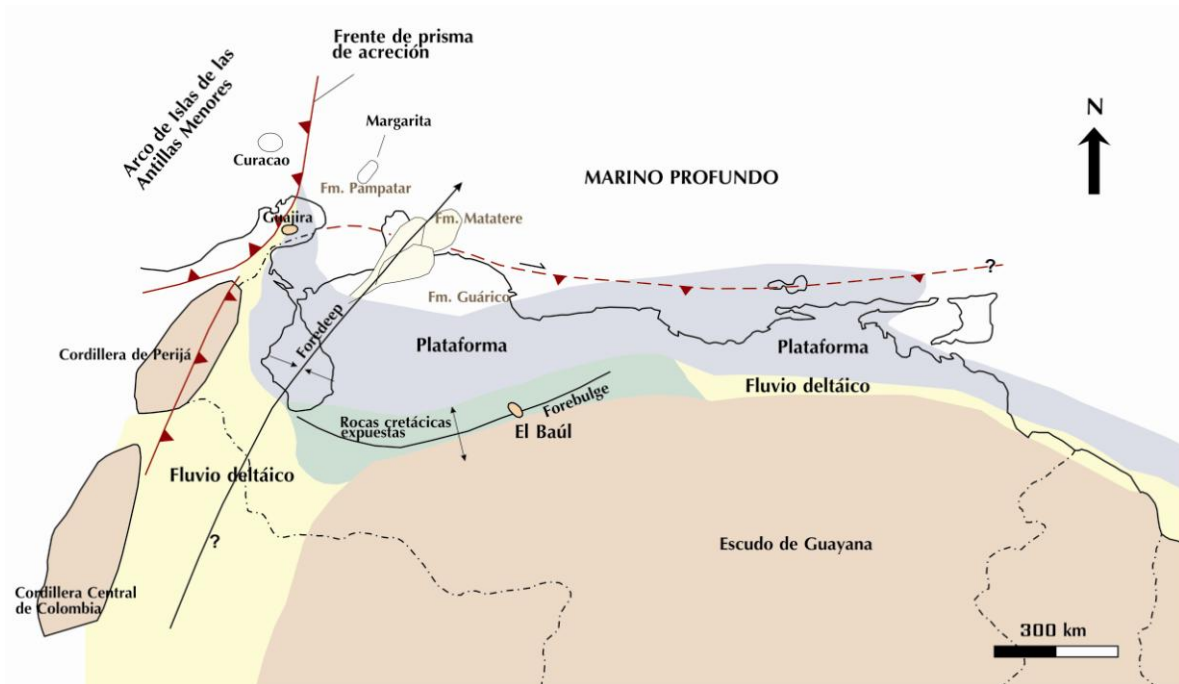 Frente de prisma
de acreción
Arco de Islas de las
Antillas Menores
N
Margarita
Curacao
MARINO PROFUNDO
Fm. Pampatar
Guajira
Fm. Matatere
?
Fm. Guárico
Foredeep
Plataforma
Plataforma
Cordillera de Perijá
Fluvio deltáico
Forebulge
Rocas cretácicas
expuestas
El Baúl
Fluvio deltáico
?
Escudo de Guayana
Cordillera Central
de Colombia
300 km